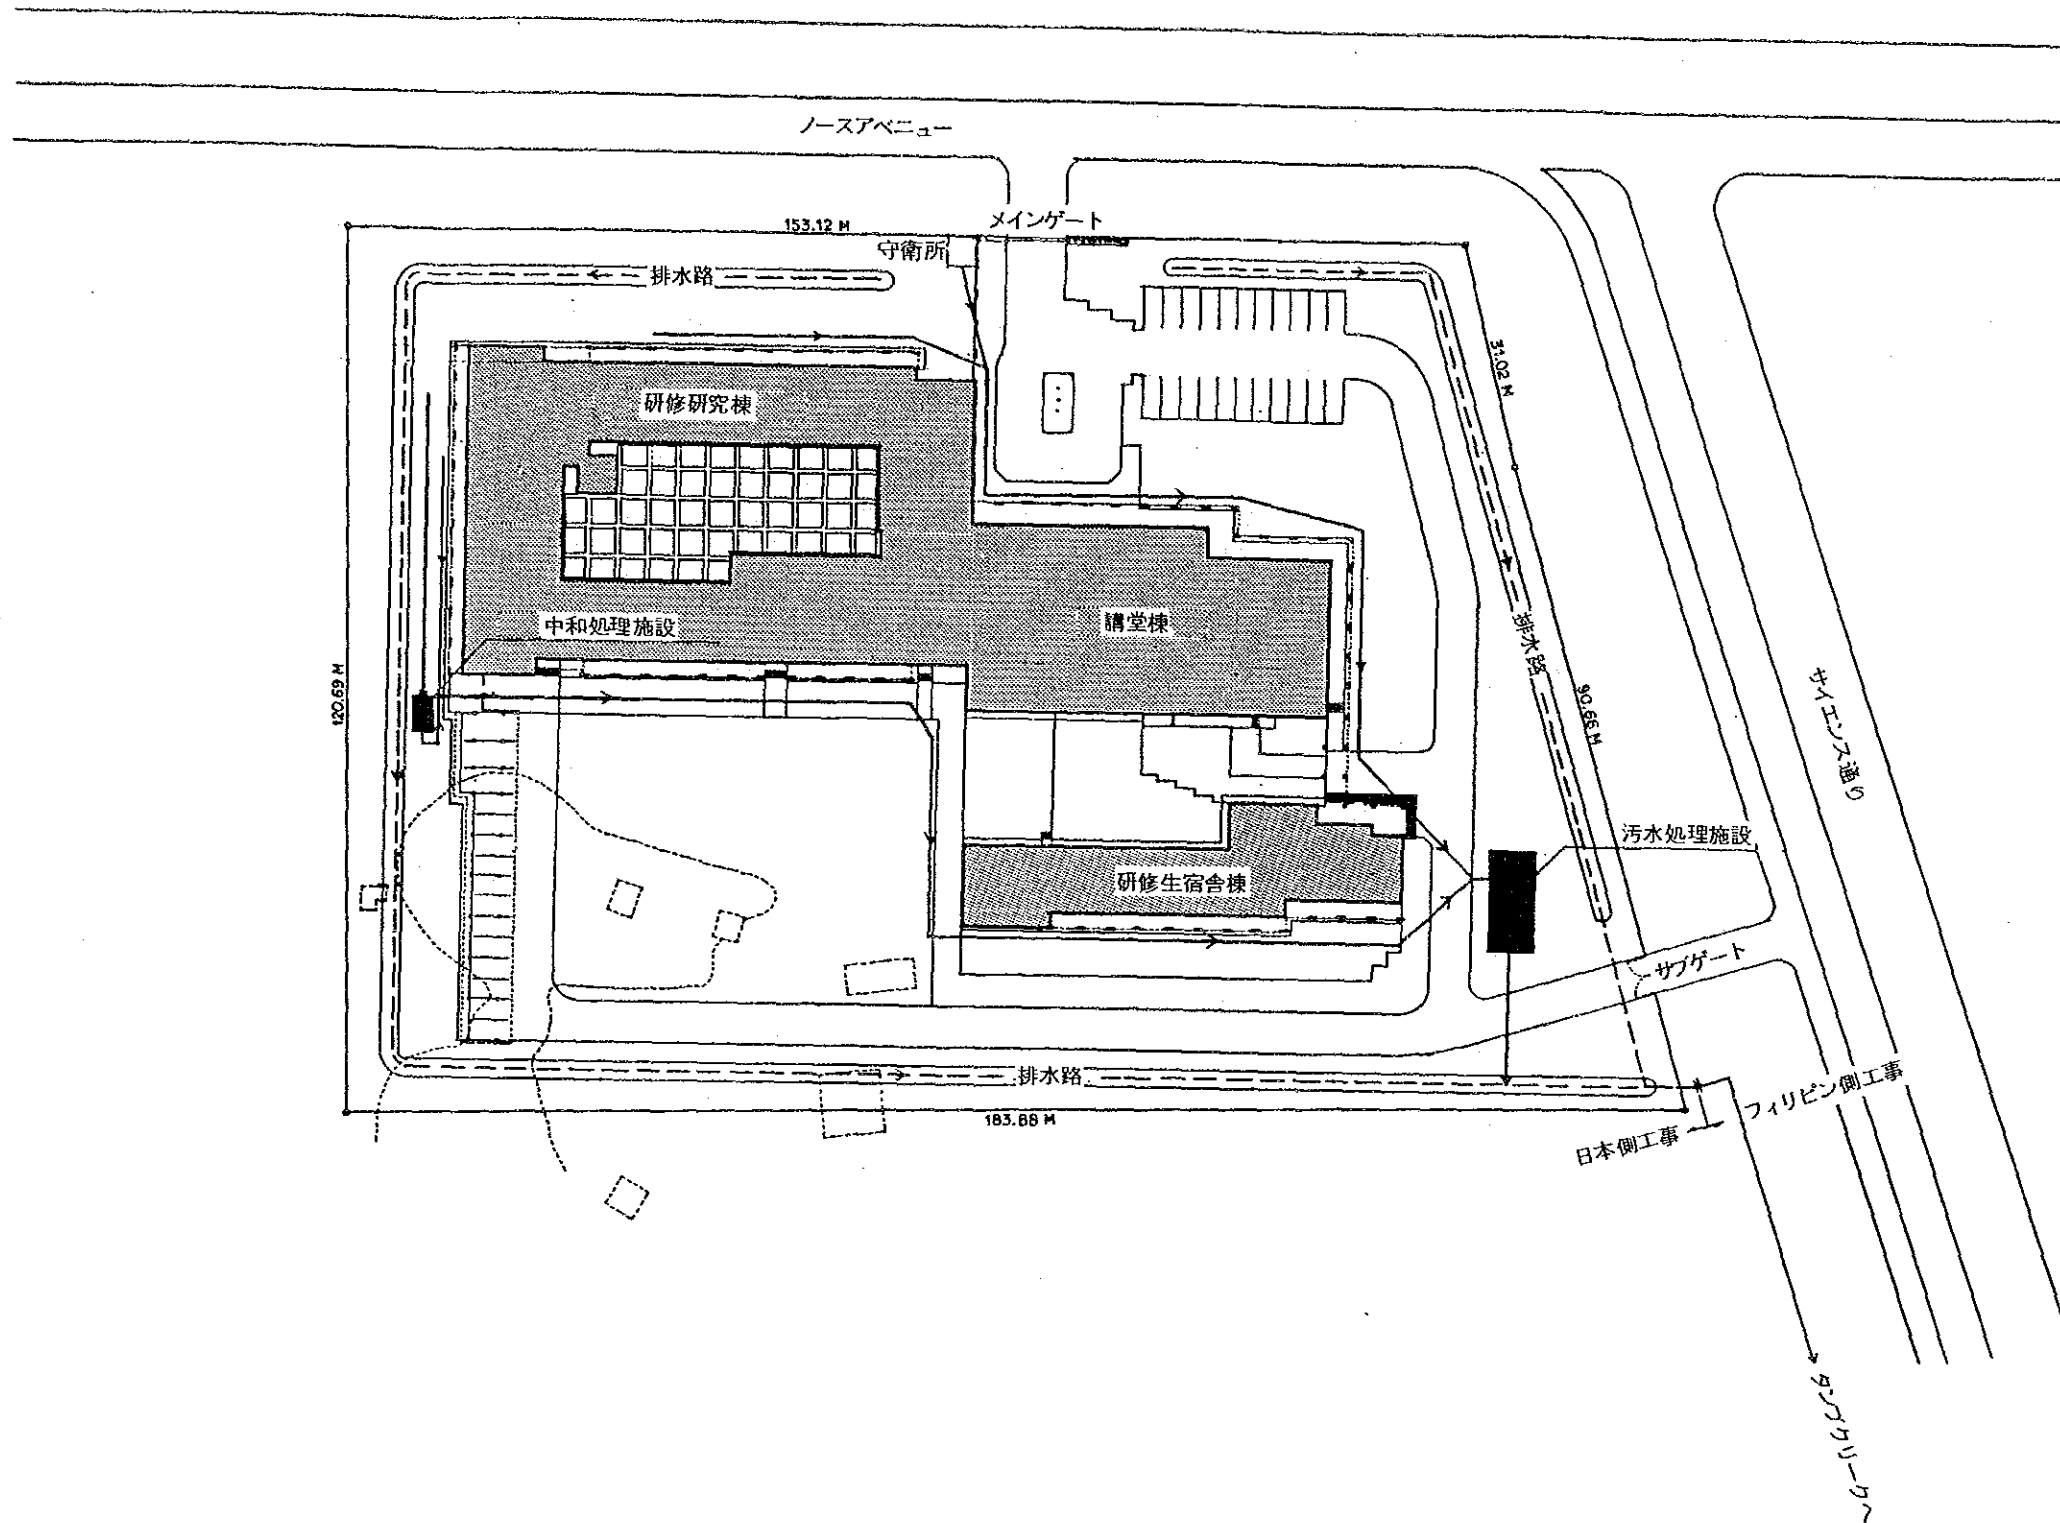 ノースアベニュー
メインゲート
153.12 M
守衛所
排水路
31.02 M
研修研究棟
中和処理施設
講堂棟
排水路
120.69 M
90.66 M
サイエンス通り
汚水処理施設
研修生宿舎棟
サブゲート
排水路
183.68 M
フィリピン側工事
日本側工事
タンブクリークへ